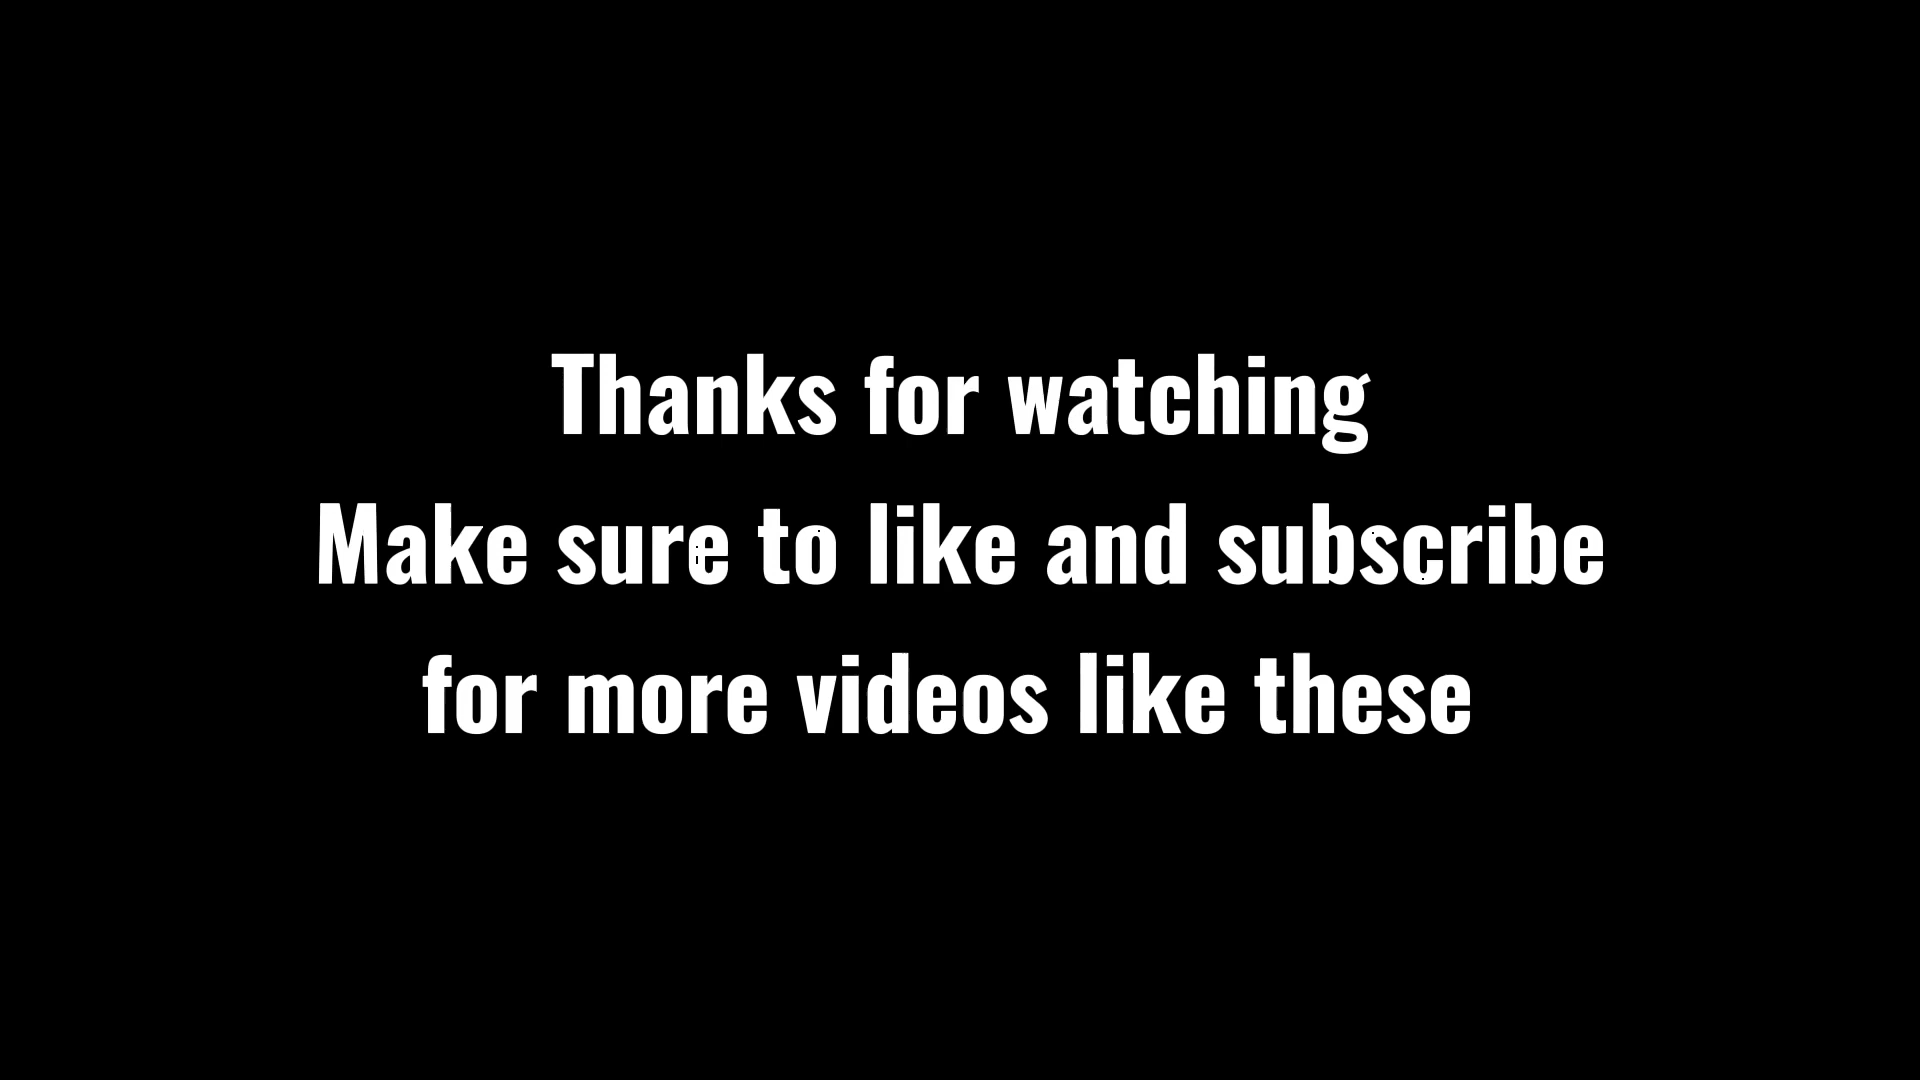 Thanks for watching
Make sure to like and subscribe
for more videos like these